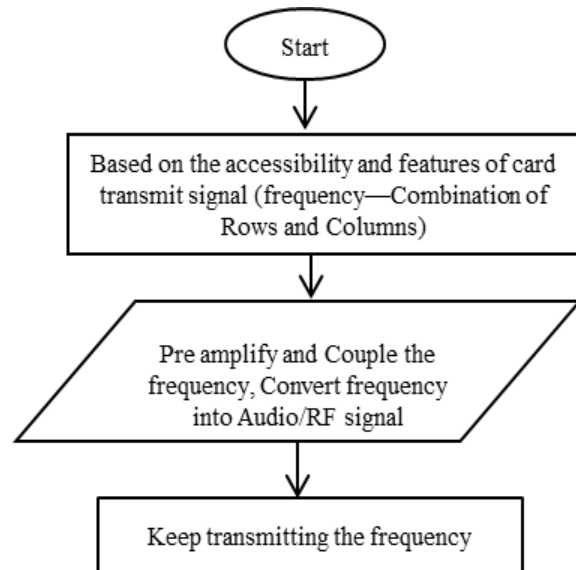 Start
Based on the accessibility and features of card
transmit signal (frequency—Combination of
Rows and Columns)
Pre amplify and Couple the
frequency, Convert frequency
into Audio/RF signal
Keep transmitting the frequency